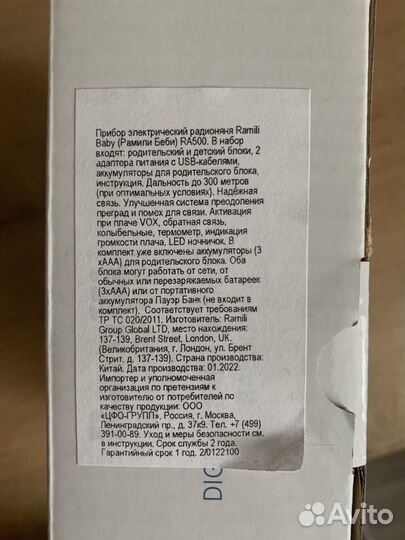 Прибор электрический радионяня Ramili
Baby (Рамили Беби) RA500. В набор
входят: родительский и детский блоки, 2
адаптера питания с USB-кабелями,
аккумуляторы для родительского блока,
инструкция. Дальность до 300 метров
(при оптимальных условиях). Надёжная
связь. Улучшенная система преодоления
преград и помех для связи. Активация
при плаче VOX, обратная связь,
колыбельные, термометр, индикация
громкости плача, LED ночничок. В
комплект уже включены аккумуляторы (3
xAAA) для родительского блока. Оба
блока могут работать от сети, от
обычных или перезаряжаемых батареек
(3xAAA) или от портативного
аккумулятора Пауэр Банк (не входит в
комплект). Соответствует требованиям
ТР ТС 020/2011. Изготовитель: Ramili
Group Global LTD, место нахождения:
137-139, Brent Street, London, UK.
(Великобритания, г. Лондон, ул. Брент
Стрит. д. 137-139). Страна производства:
Китай. Дата производства: 01.2022.
Импортер и уполномоченная
организация по претензиям к
изготовителю от потребителей по
качеству продукции: ООО
«ЦФО-ГРУПП», Россия, г. Москва,
Ленинградский пр., д. 37к9. Тел. +7 (499)
391-00-89. Уход и меры безопасности см.
в инструкции. Срок службы 2 года.
Гарантийный срок 1 год. 2/0122100
DIG
Avito